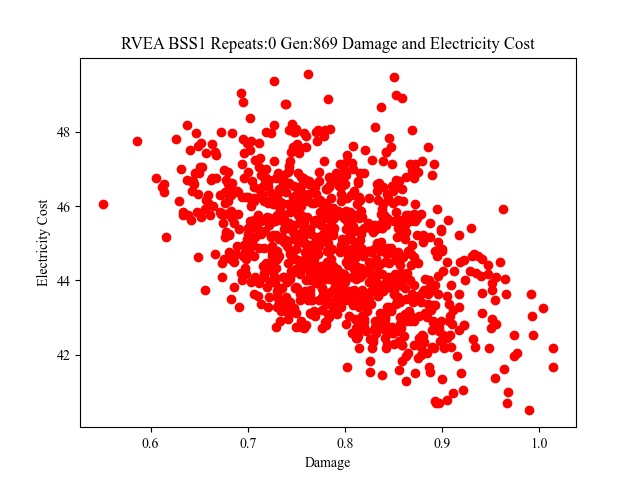 RVEA BSS1 Repeats:0 Gen:869 Damage and Electricity Cost
48
46
44
42
Electricity Cost
0.6 0.7 0.8 0.9 1.0
Damage